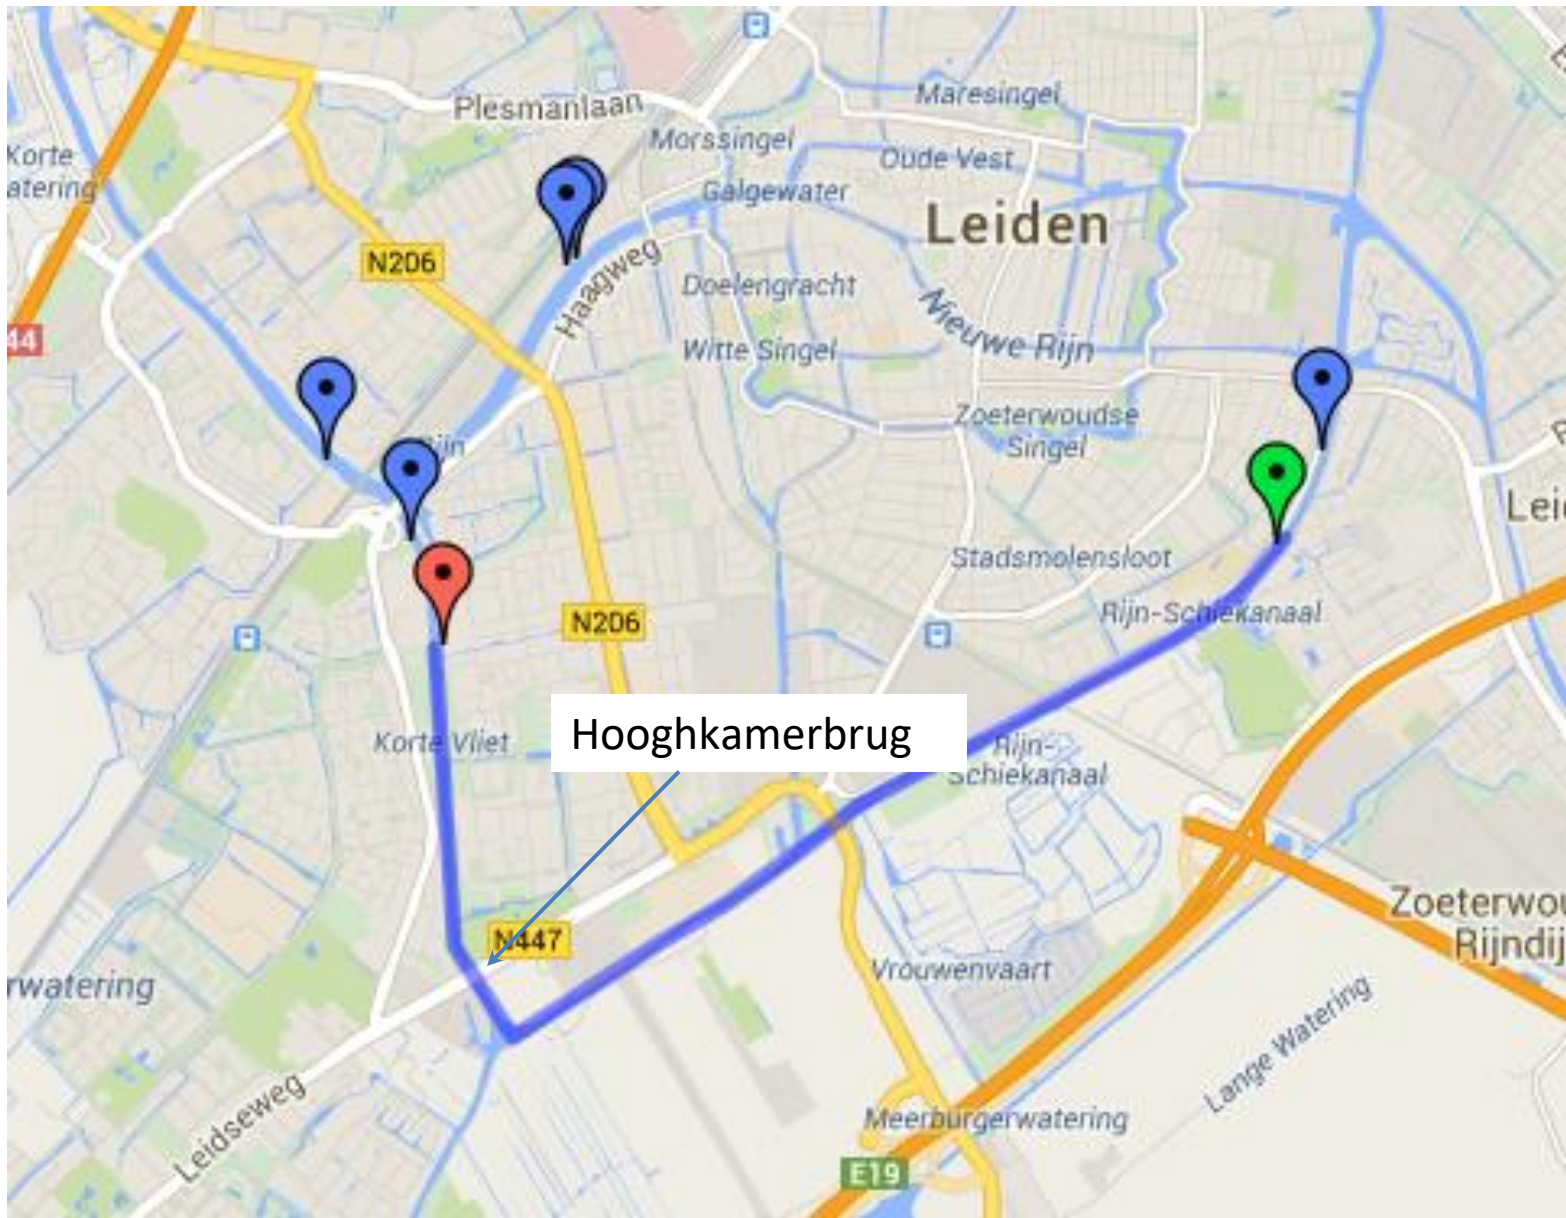 Plesmanlaan
Maresingel
Morssingel
Oude Vest
Korte
atering
Galgewater
Leiden
N206
Haagweg
Doelengracht
Nieuwe Rijn
44
Witte Singel
Zoeterwoudse
Singel
Lei
Stadsmolensloot
Rijn-Schiekanaal
N206
Hooghkamerbrug
Korte Vliet
Rijn-
Schiekanaal
N447
Zoeterwou
Rijndij
rwatering
Vrouwenvaart
Lange Watering
Leidseweg
Meerburgerwatering
E19